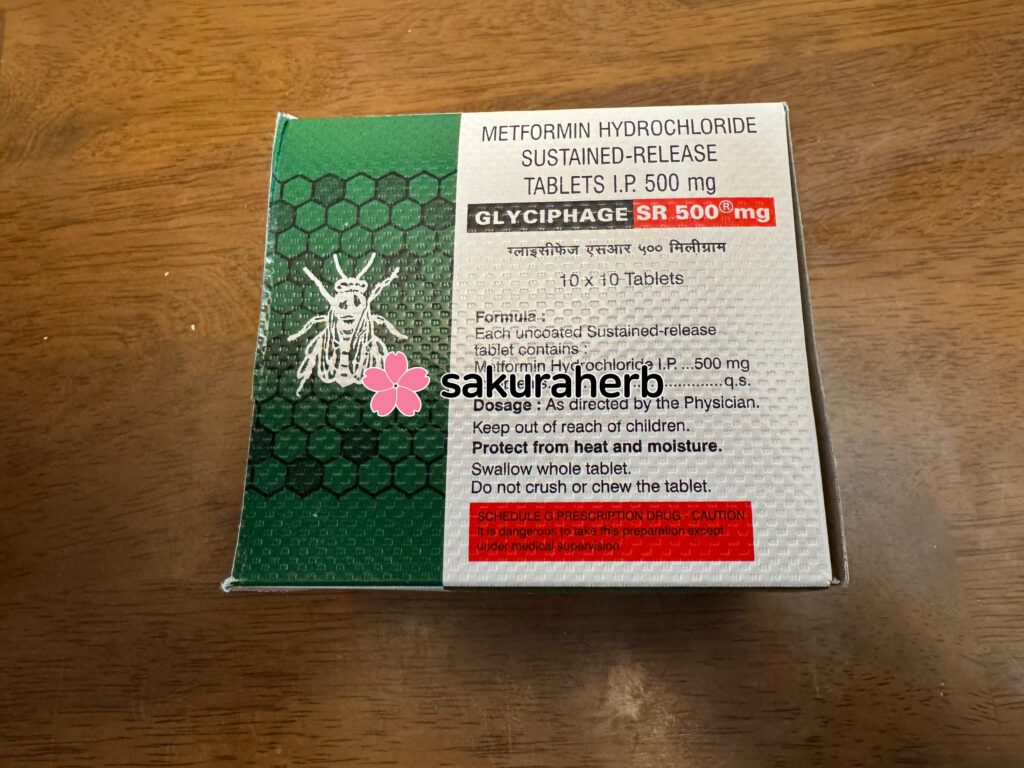 METFORMIN HYDROCHLORIDE
SUSTAINED-RELEASE
TABLETS I.P. 500 mg
GLYCIPHAGE SR 500® mg
ग्लाइसीफेज एसआर ५०० मिलीग्राम
10 x 10 Tablets
Formula :
Each uncoated Sustained-release
tablet contains :
Metformin Hydrochloride I.P. ...500 mg
sakuraherb
..............q.s.
Dosage : As directed by the Physician.
Keep out of reach of children.
Protect from heat and moisture.
Swallow whole tablet.
Do not crush or chew the tablet.
SCHEDULE G PRESCRIPTION DRUG - CAUTION
It is dangerous to take this preparation except
under medical supervision